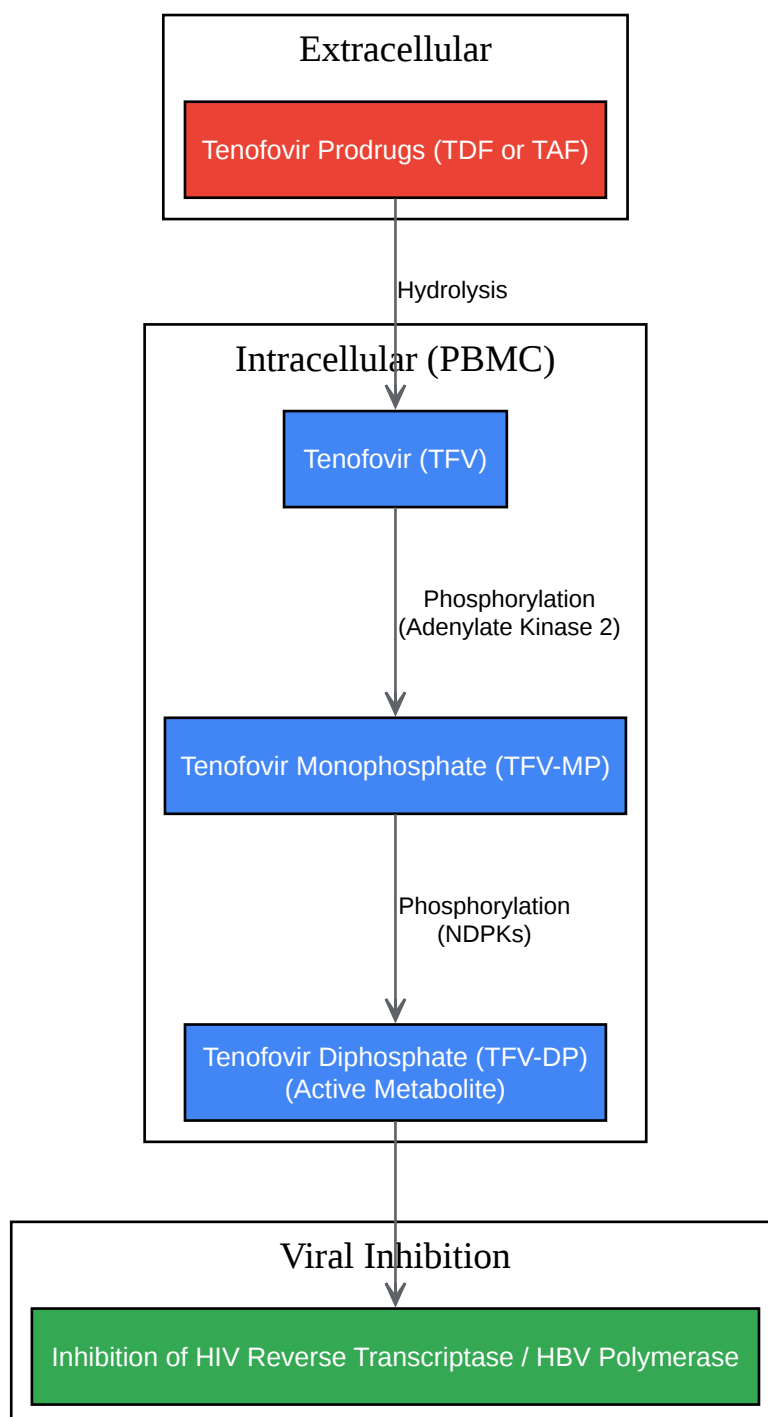 Extracellular
Tenofovir Prodrugs (TDF or TAF)
Hydrolysis
Intracellular (PBMC)
Tenofovir (TFV)
Phosphorylation
(Adenylate Kinase 2)
Tenofovir Monophosphate (TFV-MP)
Phosphorylation
(NDPKs)
Tenofovir Diphosphate (TFV-DP)
(Active Metabolite)
Viral Inhibition
Inhibition of HIV Reverse Transcriptase / HBV Polymerase